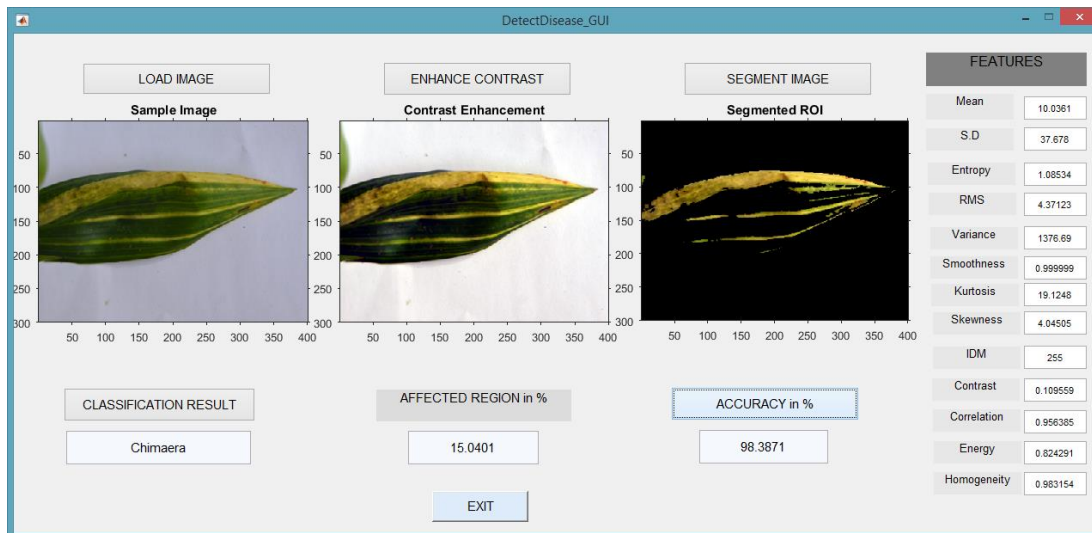 DetectDisease_GUI
LOAD IMAGE
ENHANCE CONTRAST
SEGMENT IMAGE
Sample Image
Contrast Enhancement
Segmented ROI
50
100
150
200
250
300
50 100 150 200 250 300 350 400
50
100
150
200
250
300
50 100 150 200 250 300 350 400
50
100
150
200
250
300
50 100 150 200 250 300 350 400
CLASSIFICATION RESULT
Chimaera
AFFECTED REGION in %
15.0401
ACCURACY in %
98.3871
EXIT
FEATURES
Mean 10.0361
S.D 37.678
Entropy 1.08534
RMS 4.37123
Variance 1376.69
Smoothness 0.999999
Kurtosis 19.1248
Skewness 4.04505
IDM 255
Contrast 0.109559
Correlation 0.956385
Energy 0.824291
Homogeneity 0.983154